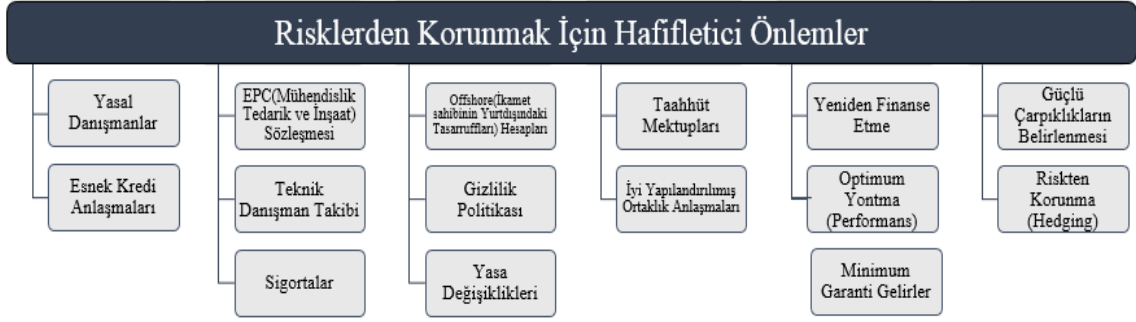 Risklerden Korunmak İçin Hafifletici Önlemler
Yasal
Danışmanlar
Esnek Kredi
Anlaşmaları
EPC(Mühendislik
Tedarik ve İnşaat)
Sözleşmesi
Teknik
Danışman Takibi
Sigortalar
Offshore(İkamet
sahibinin Yurtdışındaki
Tasarruffları) Hesapları
Gizlilik
Politikası
Yasa
Değişiklikleri
Taahhüt
Mektupları
İyi Yapılandırılımış
Ortaklık Anlaşmaları
Yeniden Finanse
Etme
Optimum
Yontma
(Performans)
Minimum
Garanti Gelirler
Güçlü
Çarpıklıkların
Belirlenmesi
Riskten
Korunma
(Hedging)